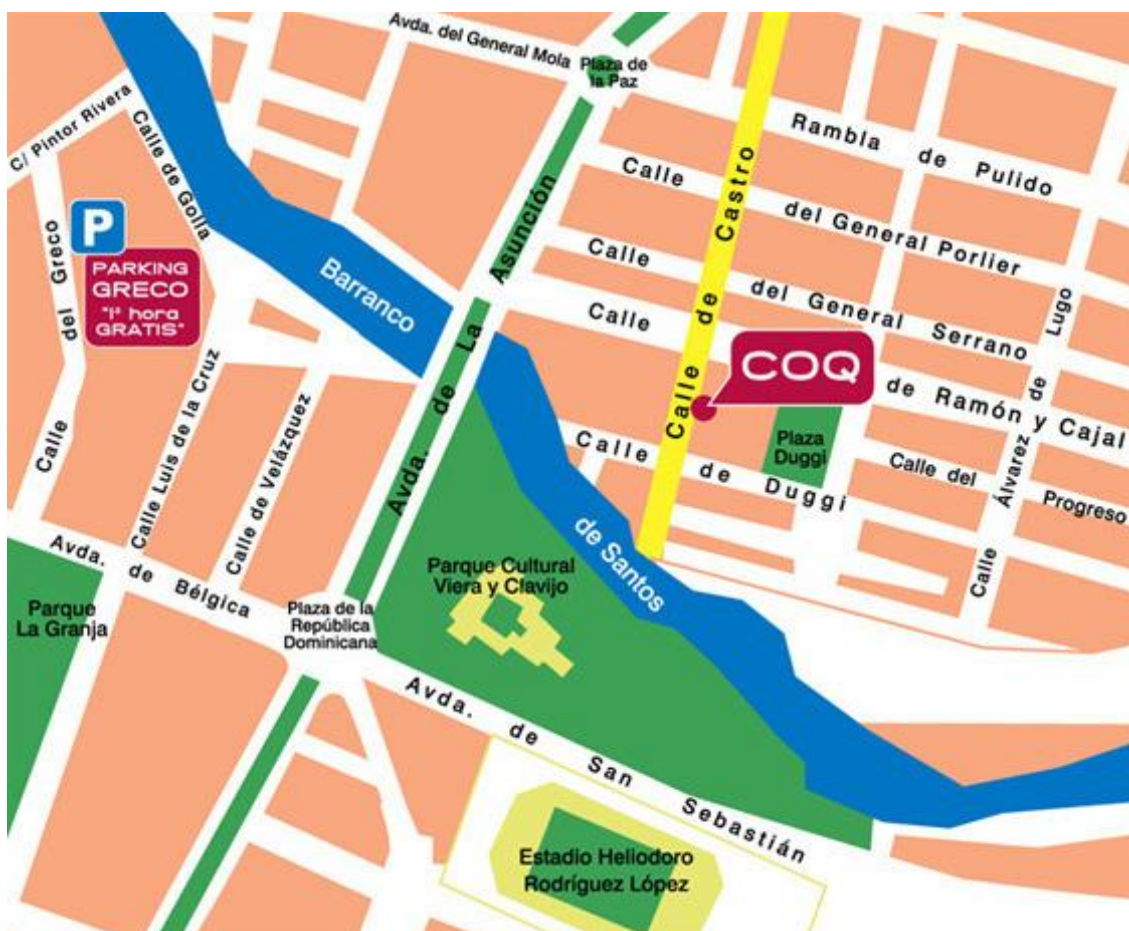 Avda. del General Mola
Plaza de
la Paz
C/ Pintor Rivera
Calle de Golla
Rambla de Pulido
Calle del General Porlier
P
PARKING
GRECO
"1ª hora
GRATIS"
Calle del Greco
Barranco
de Santos
Avda. de La Asunción
Calle de Castro
Calle del General Serrano
Calle de Ramón y Cajal
COQ
Plaza
Duggi
Calle de Duggi
Calle del Progreso
Calle Álvarez de Lugo
Calle Luis de la Cruz
Calle de Velázquez
Avda. de Bélgica
Parque
La Granja
Plaza de la
República
Dominicana
Parque Cultural
Viera y Clavijo
Avda. de San Sebastián
Estadio Heliodoro
Rodríguez López